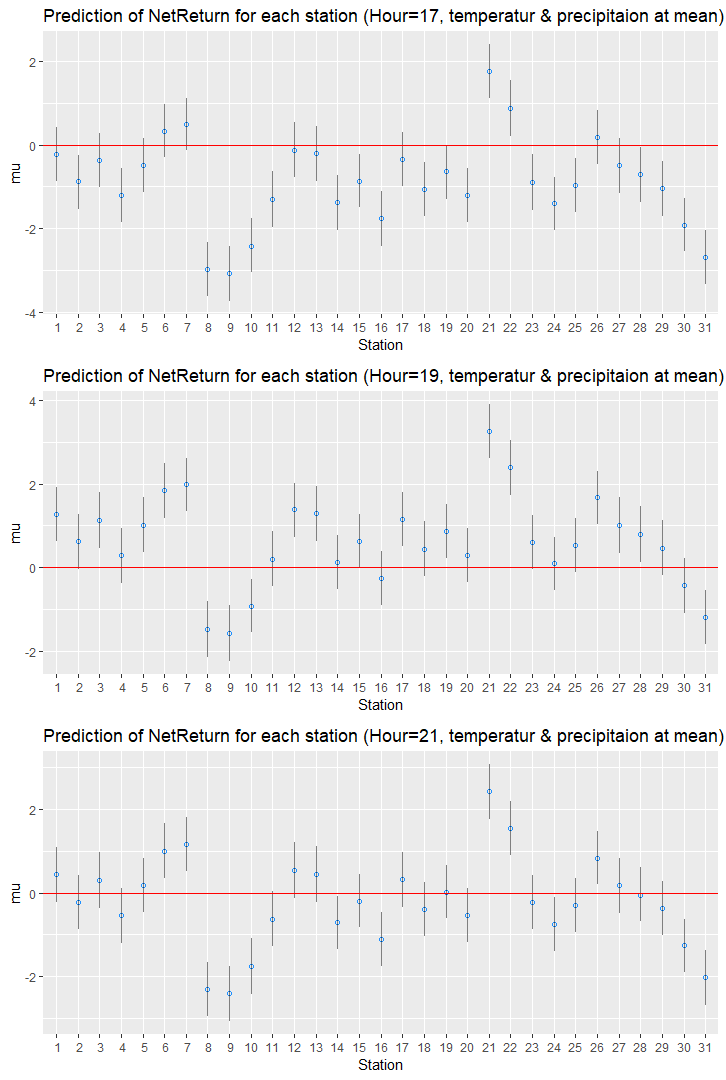 Prediction of NetReturn for each station (Hour=17, temperatur & precipitaion at mean)
2
0
-2
-4
mu
1 2 3 4 5 6 7 8 9 10 11 12 13 14 15 16 17 18 19 20 21 22 23 24 25 26 27 28 29 30 31
Station
Prediction of NetReturn for each station (Hour=19, temperatur & precipitaion at mean)
4
2
0
-2
mu
1 2 3 4 5 6 7 8 9 10 11 12 13 14 15 16 17 18 19 20 21 22 23 24 25 26 27 28 29 30 31
Station
Prediction of NetReturn for each station (Hour=21, temperatur & precipitaion at mean)
2
0
-2
mu
1 2 3 4 5 6 7 8 9 10 11 12 13 14 15 16 17 18 19 20 21 22 23 24 25 26 27 28 29 30 31
Station